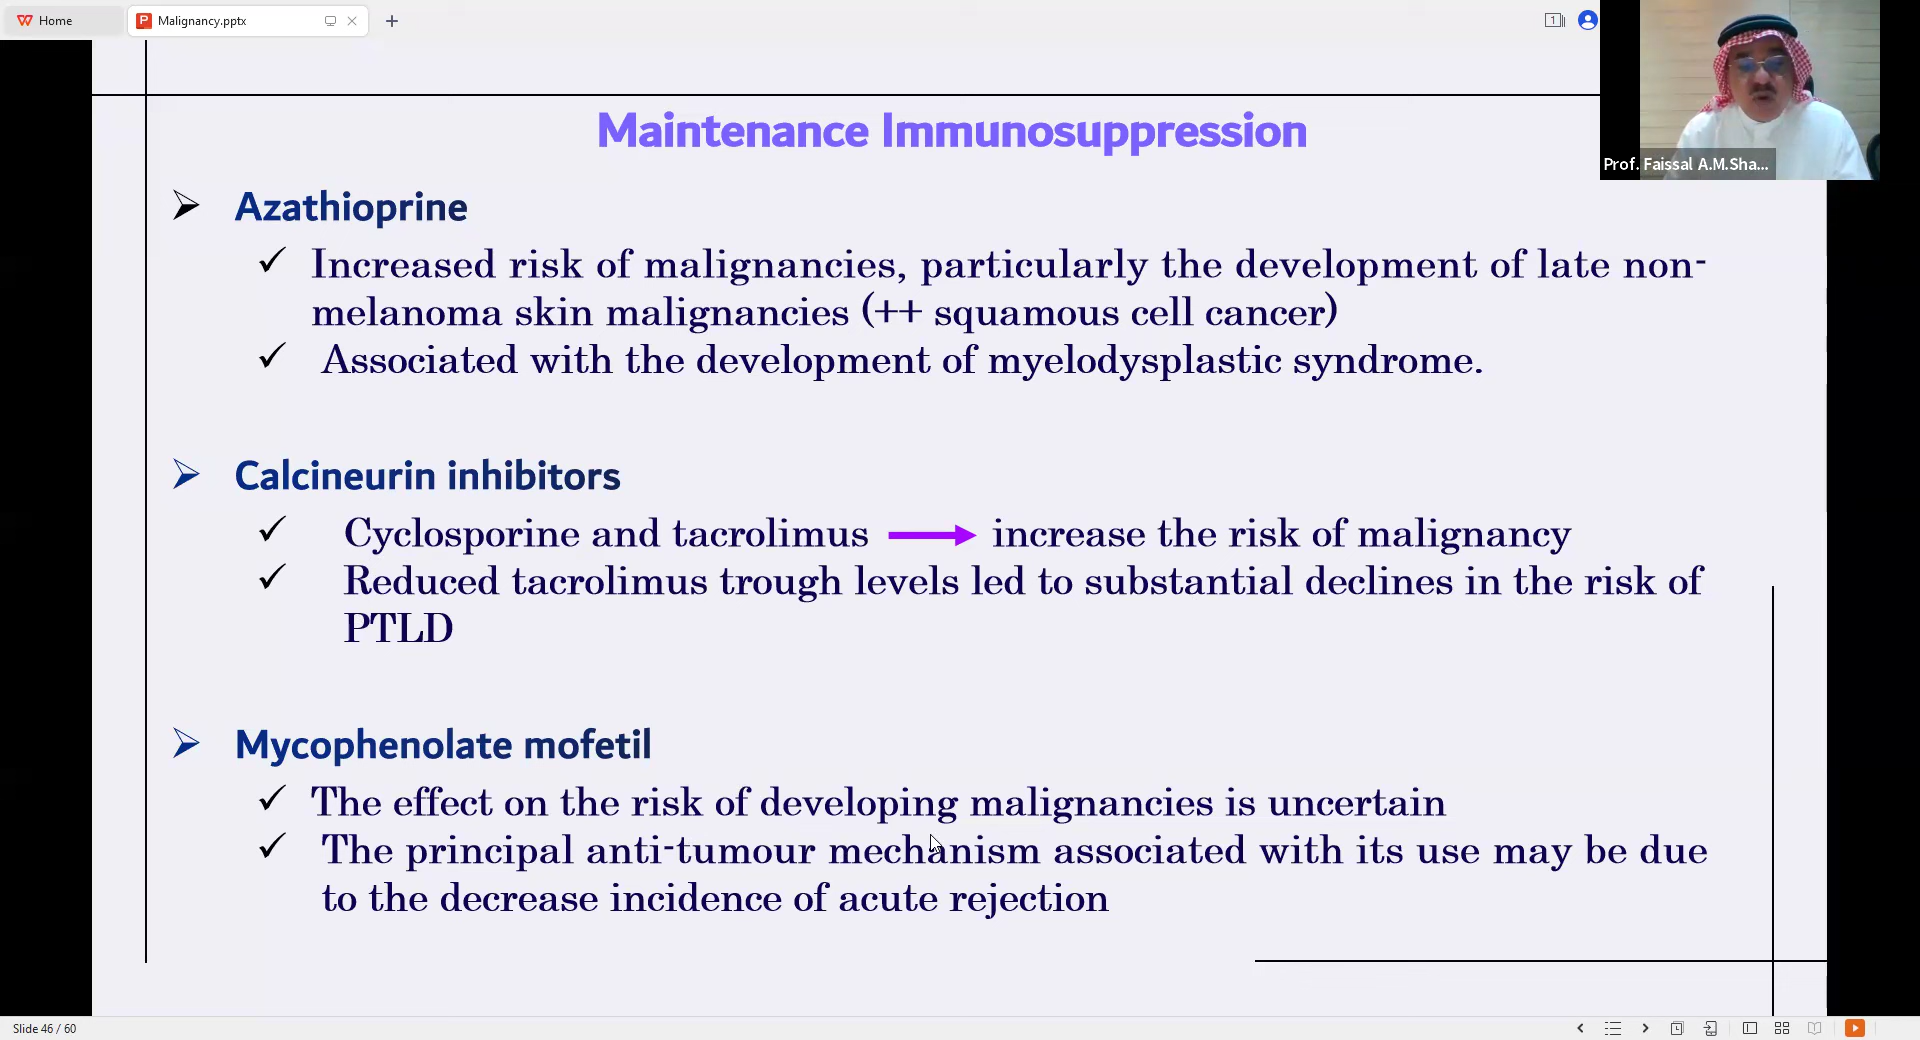 Home
Malignancy.pptx
1
Prof. Faissal A.M.Sha...
Maintenance Immunosuppression
Azathioprine
Increased risk of malignancies, particularly the development of late non-
melanoma skin malignancies (++ squamous cell cancer)
Associated with the development of myelodysplastic syndrome.
Calcineurin inhibitors
Cyclosporine and tacrolimus increase the risk of malignancy
Reduced tacrolimus trough levels led to substantial declines in the risk of
PTLD
Mycophenolate mofetil
The effect on the risk of developing malignancies is uncertain
The principal anti-tumour mechanism associated with its use may be due
to the decrease incidence of acute rejection
Slide 46 / 60